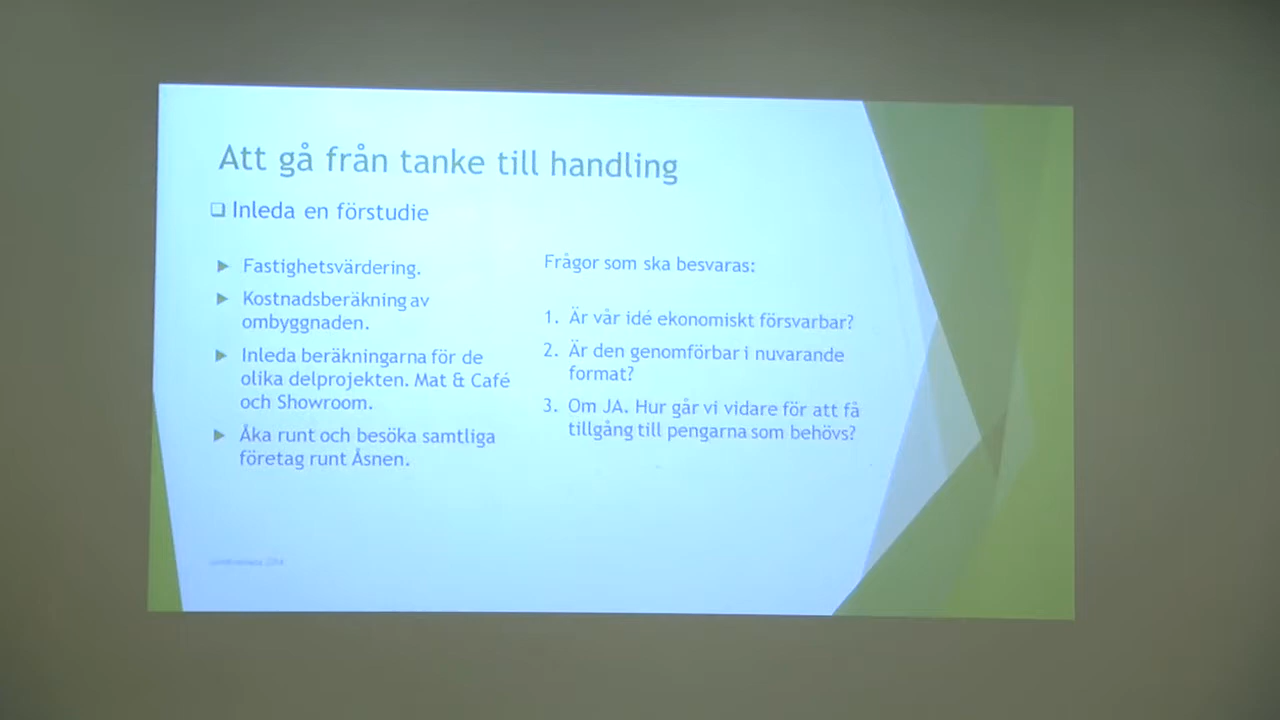 Att gå från tanke till handling
❑ Inleda en förstudie
▶ Fastighetsvärdering.
▶ Kostnadsberäkning av
ombyggnaden.
▶ Inleda beräkningarna för de
olika delprojekten. Mat & Café
och Showroom.
▶ Åka runt och besöka samtliga
företag runt Åsnen.
Frågor som ska besvaras:
1. Är vår idé ekonomiskt försvarbar?
2. Är den genomförbar i nuvarande
format?
3. Om JA. Hur går vi vidare för att få
tillgång till pengarna som behövs?